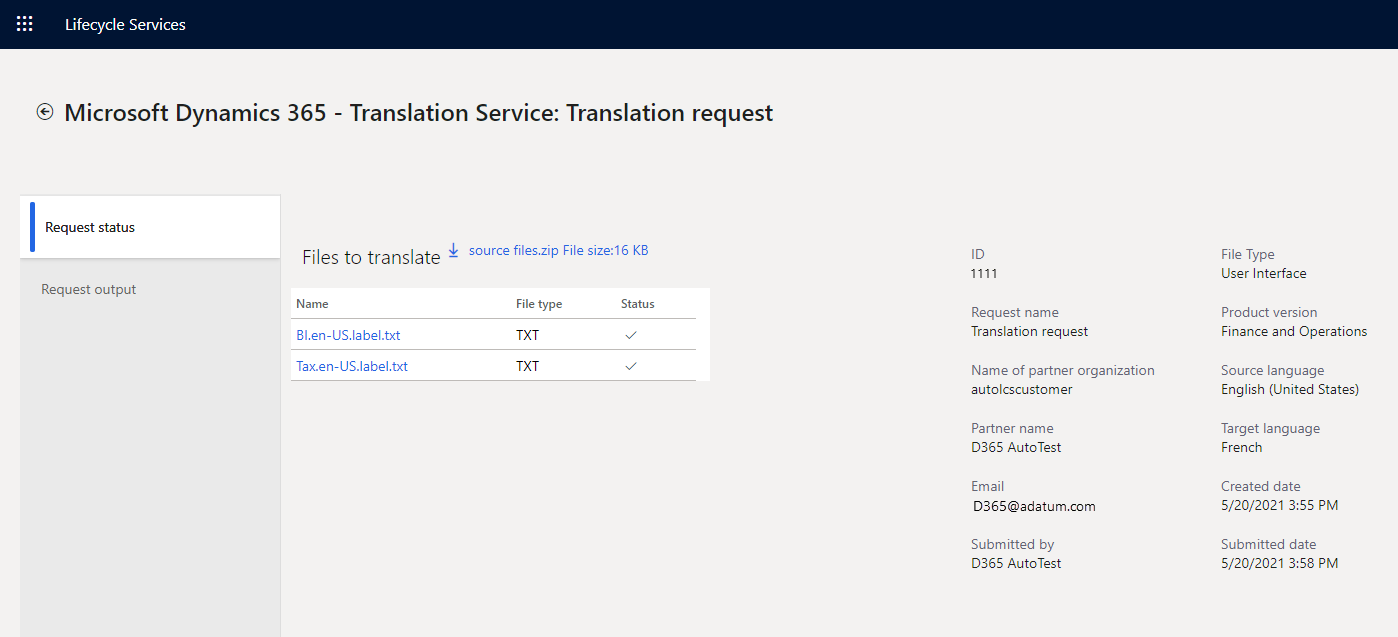 Lifecycle Services
Microsoft Dynamics 365 - Translation Service: Translation request
Request status
Request output
Files to translate source files.zip File size:16 KB
Name File type Status
BI.en-US.label.txt TXT
Tax.en-US.label.txt TXT
ID
1111
Request name
Translation request
Name of partner organization
autolcscustomer
Partner name
D365 AutoTest
Email
D365@adatum.com
Submitted by
D365 AutoTest
File Type
User Interface
Product version
Finance and Operations
Source language
English (United States)
Target language
French
Created date
5/20/2021 3:55 PM
Submitted date
5/20/2021 3:58 PM